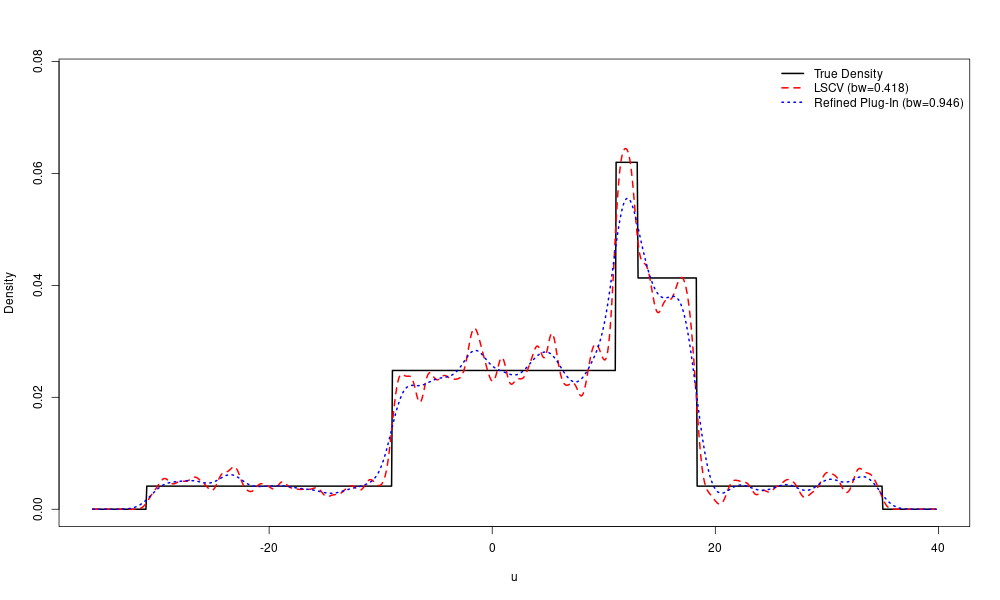 True Density
LSCV (bw=0.418)
Refined Plug-In (bw=0.946)
Density
0.08
0.06
0.04
0.02
0.00
-20 0 20 40
u